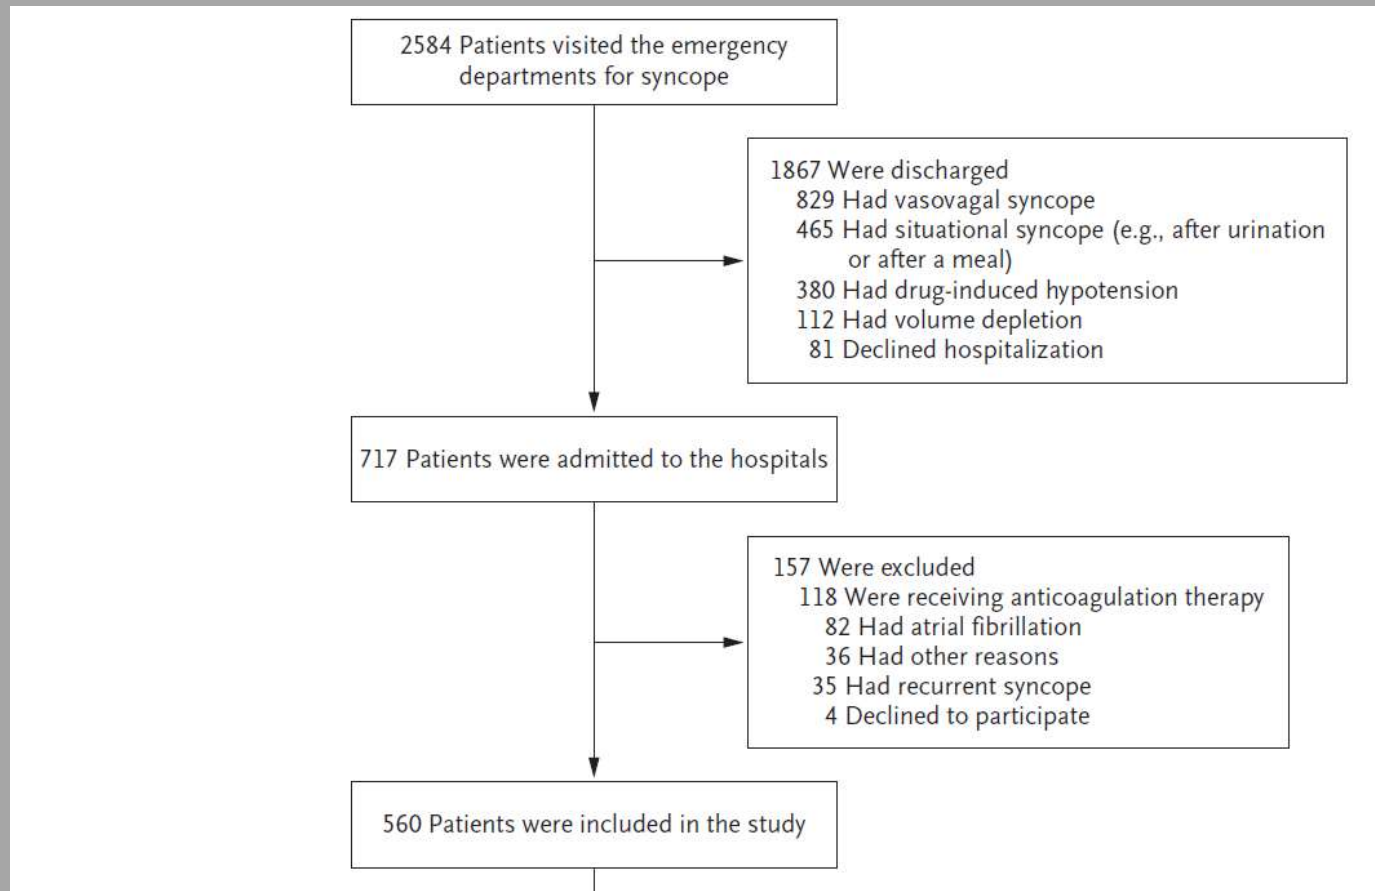 2584 Patients visited the emergency
departments for syncope
1867 Were discharged
829 Had vasovagal syncope
465 Had situational syncope (e.g., after urination
or after a meal)
380 Had drug-induced hypotension
112 Had volume depletion
81 Declined hospitalization
717 Patients were admitted to the hospitals
157 Were excluded
118 Were receiving anticoagulation therapy
82 Had atrial fibrillation
36 Had other reasons
35 Had recurrent syncope
4 Declined to participate
560 Patients were included in the study